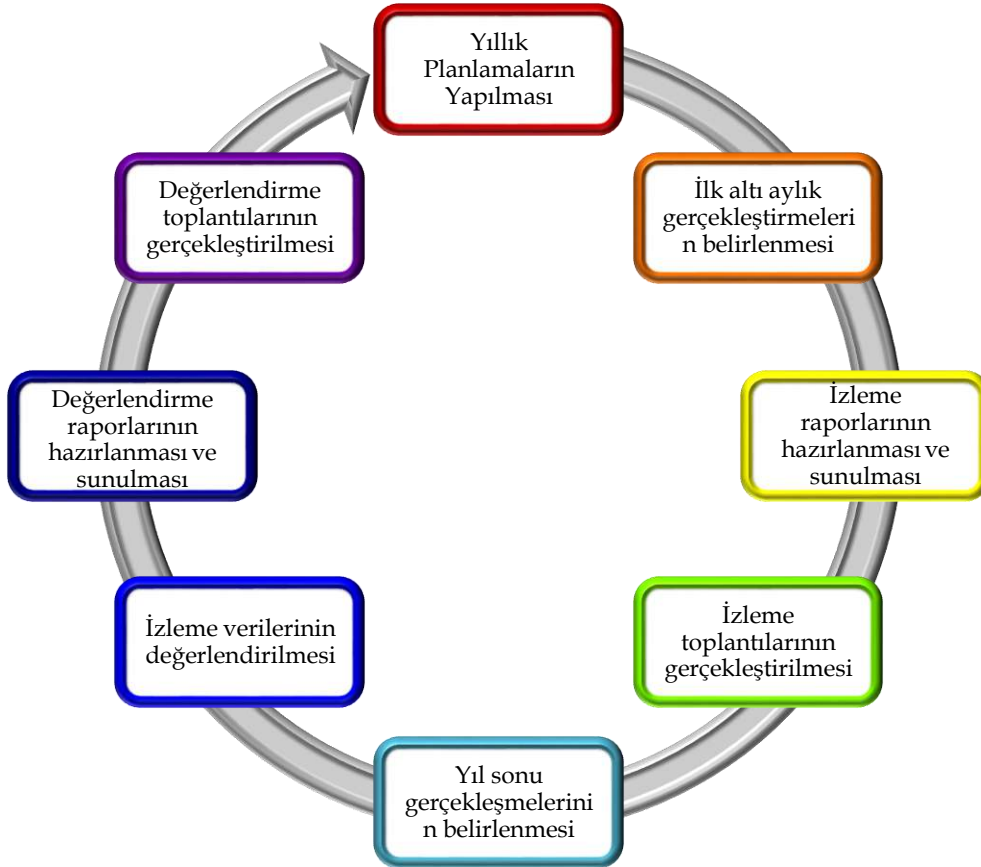 Yıllık
Planlamaların
Yapılması
İlk altı aylık
gerçekleştirmeleri
n belirlenmesi
İzleme
raporlarının
hazırlanması ve
sunulması
İzleme
toplantılarının
gerçekleştirilmesi
Yıl sonu
gerçekleşmelerini
n belirlenmesi
İzleme verilerinin
değerlendirilmesi
Değerlendirme
raporlarının
hazırlanması ve
sunulması
Değerlendirme
toplantılarının
gerçekleştirilmesi